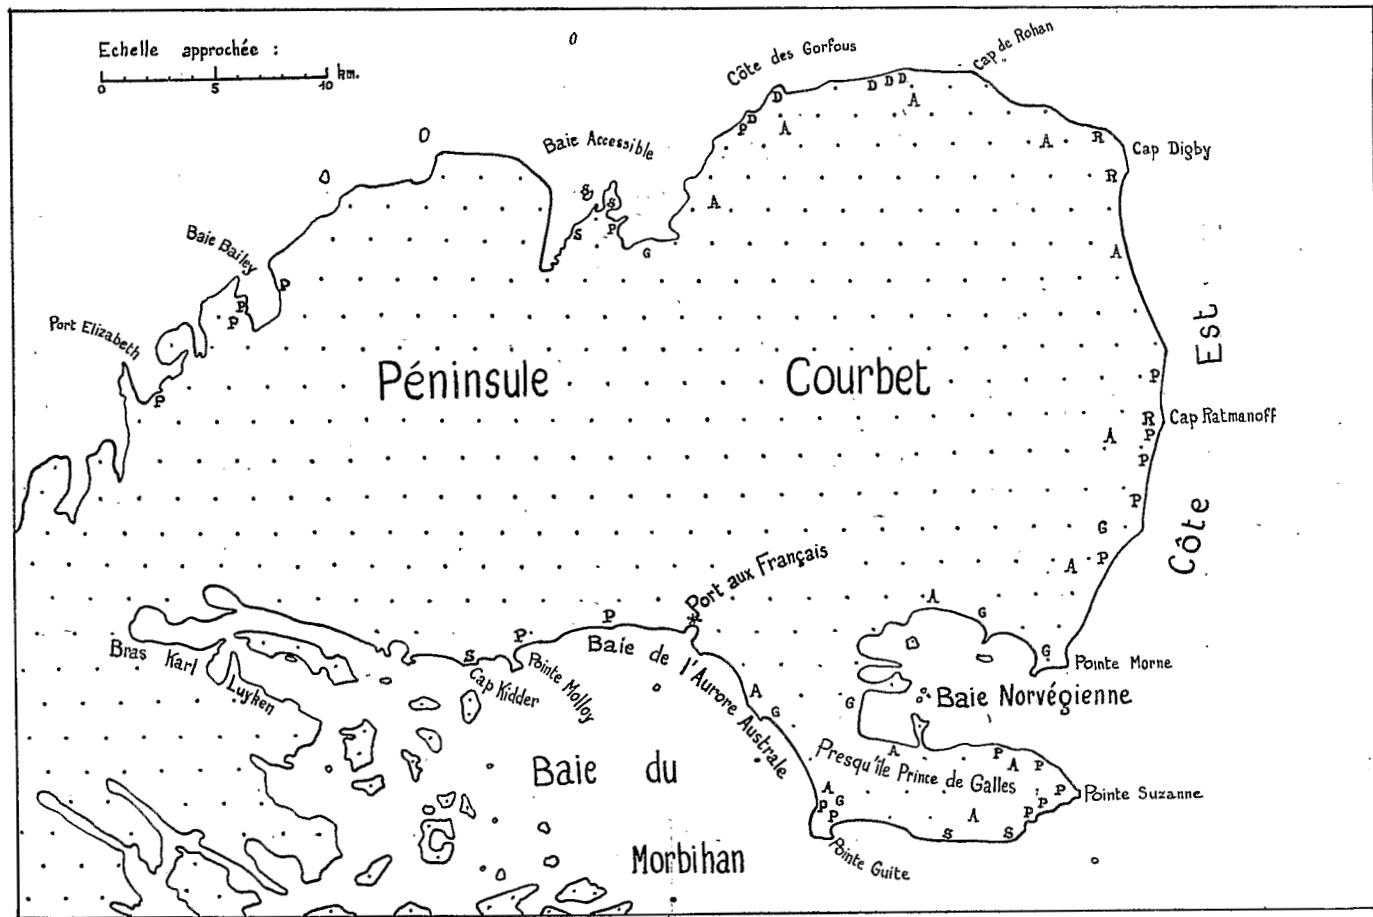 Echelle approchée :
0 5 10 km.
Côte des Gorfous
Cap de Rohan
D D D
D
A
P D
A
A
R
Cap Digby
Baie Accessible
R
S
S
A
S
P
G
A
Baie Bailey
P
P
P
Port Elizabeth
P
Péninsule Courbet
Côte Est
P
R
Cap Ratmanoff
A
P
P
P
G
P
A
Port aux Français
A
G
P
P
Bras Karl
Luyken
S
Cap Kidder
Pointe Molloy
Baie de l'Aurore Australe
G
Pointe Morne
A
G
G
Baie Norvégienne
A
P
A
P
Presqu'île Prince de Galles
Baie du
Morbihan
A
G
P
P
A
P
P
P
Pointe Suzanne
S
S
Pointe Guite